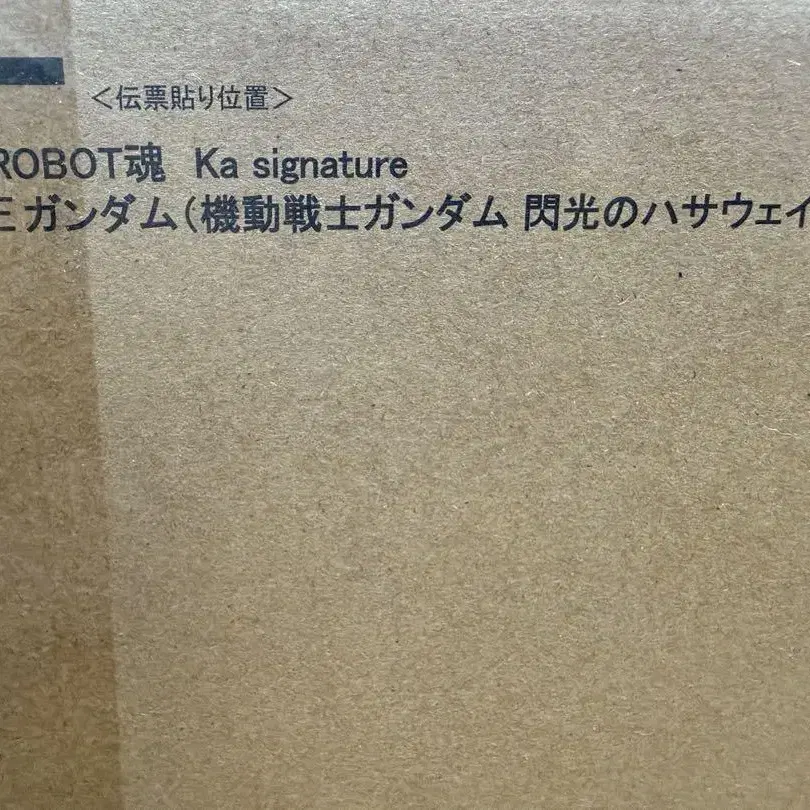 <伝票貼り位置>
ROBOT魂 Ka signature
Ξガンダム(機動戦士ガンダム 閃光のハサウェイ